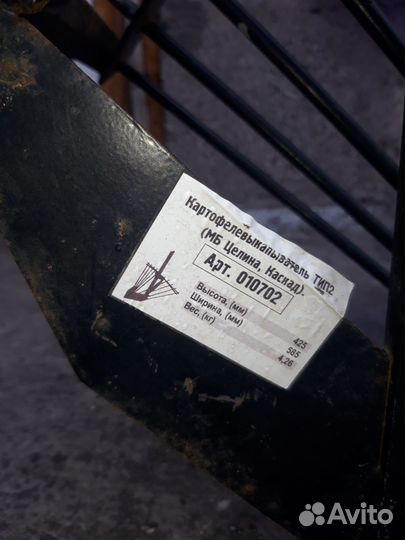 Картофелевыкапыватель ТИП2
(МБ Целина, Каскад).
Арт. 010702
Высота, (мм) 425
Ширина, (мм) 585
Вес, (кг) 4,26
Avito